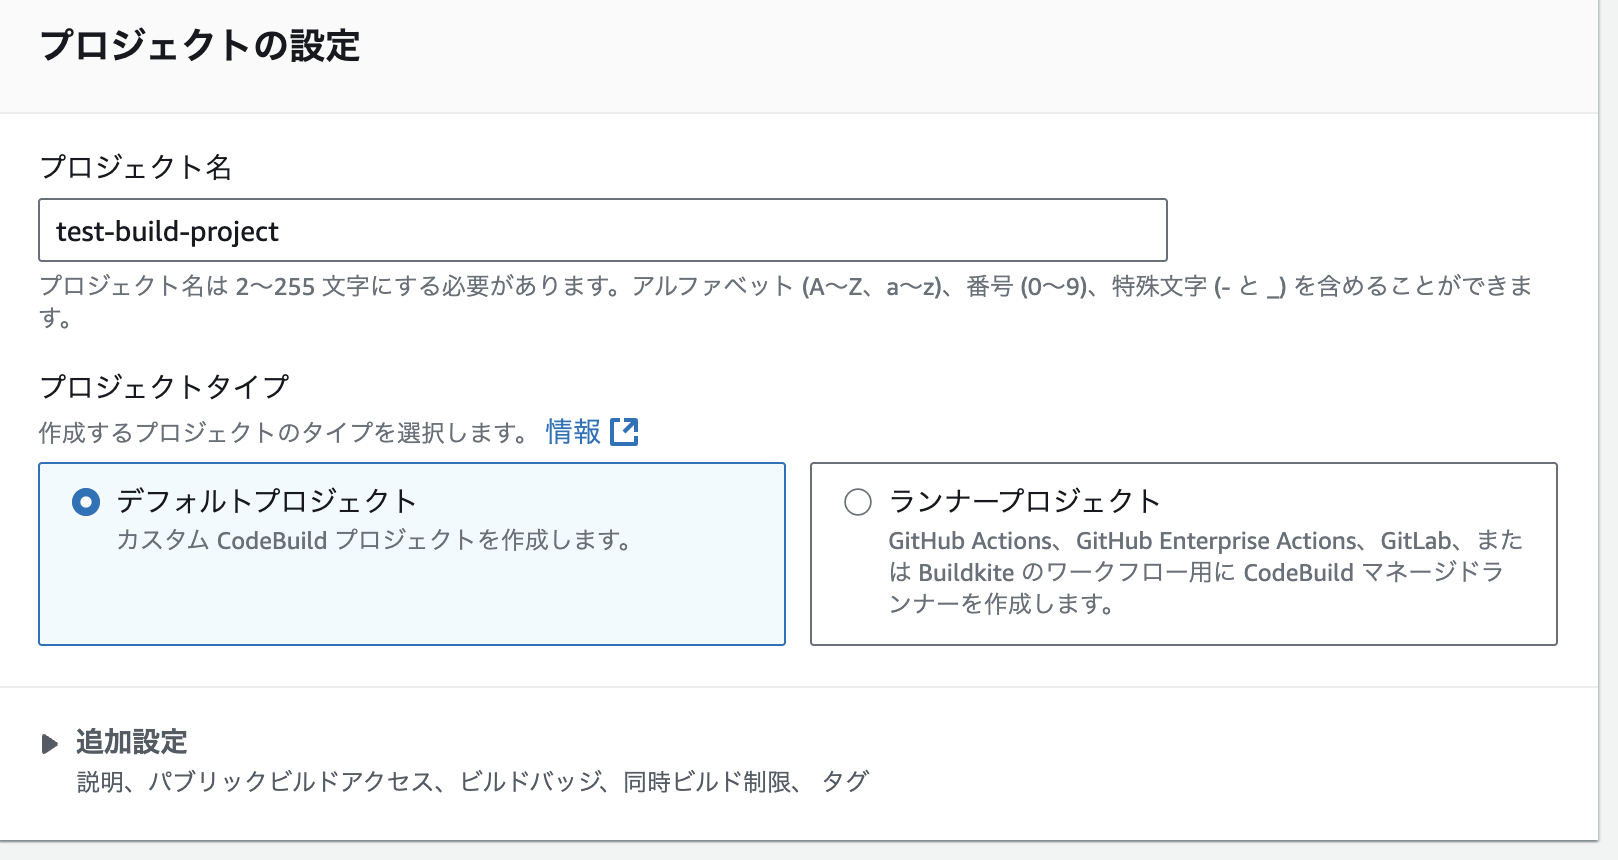 プロジェクトの設定
プロジェクト名
test-build-project
プロジェクト名は 2〜255 文字にする必要があります。アルファベット (A〜Z、a〜z)、番号 (0〜9)、特殊文字 (- と _) を含めることができま
す。
プロジェクトタイプ
作成するプロジェクトのタイプを選択します。 情報
デフォルトプロジェクト
カスタム CodeBuild プロジェクトを作成します。
ランナープロジェクト
GitHub Actions、GitHub Enterprise Actions、GitLab、また
は Buildkite のワークフロー用に CodeBuild マネージドラ
ンナーを作成します。
追加設定
説明、パブリックビルドアクセス、ビルドバッジ、同時ビルド制限、 タグ